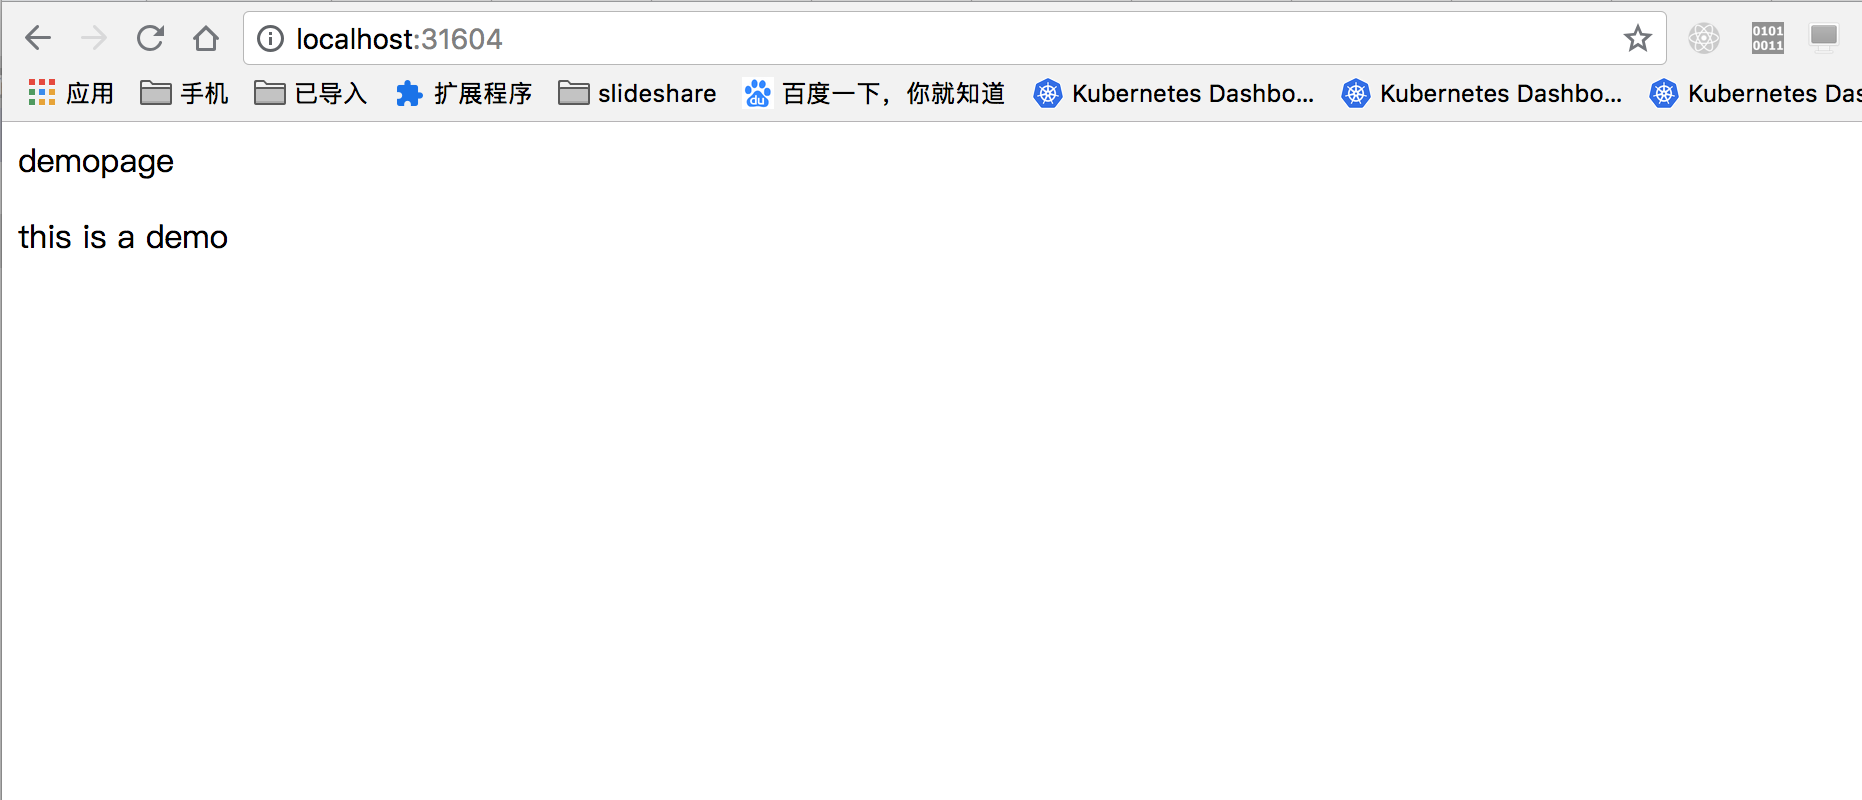 localhost:31604
0101
0011
应用 手机 已导入 扩展程序 slideshare du 百度一下，你就知道 Kubernetes Dashbo... Kubernetes Dashbo... Kubernetes Das
demopage
this is a demo